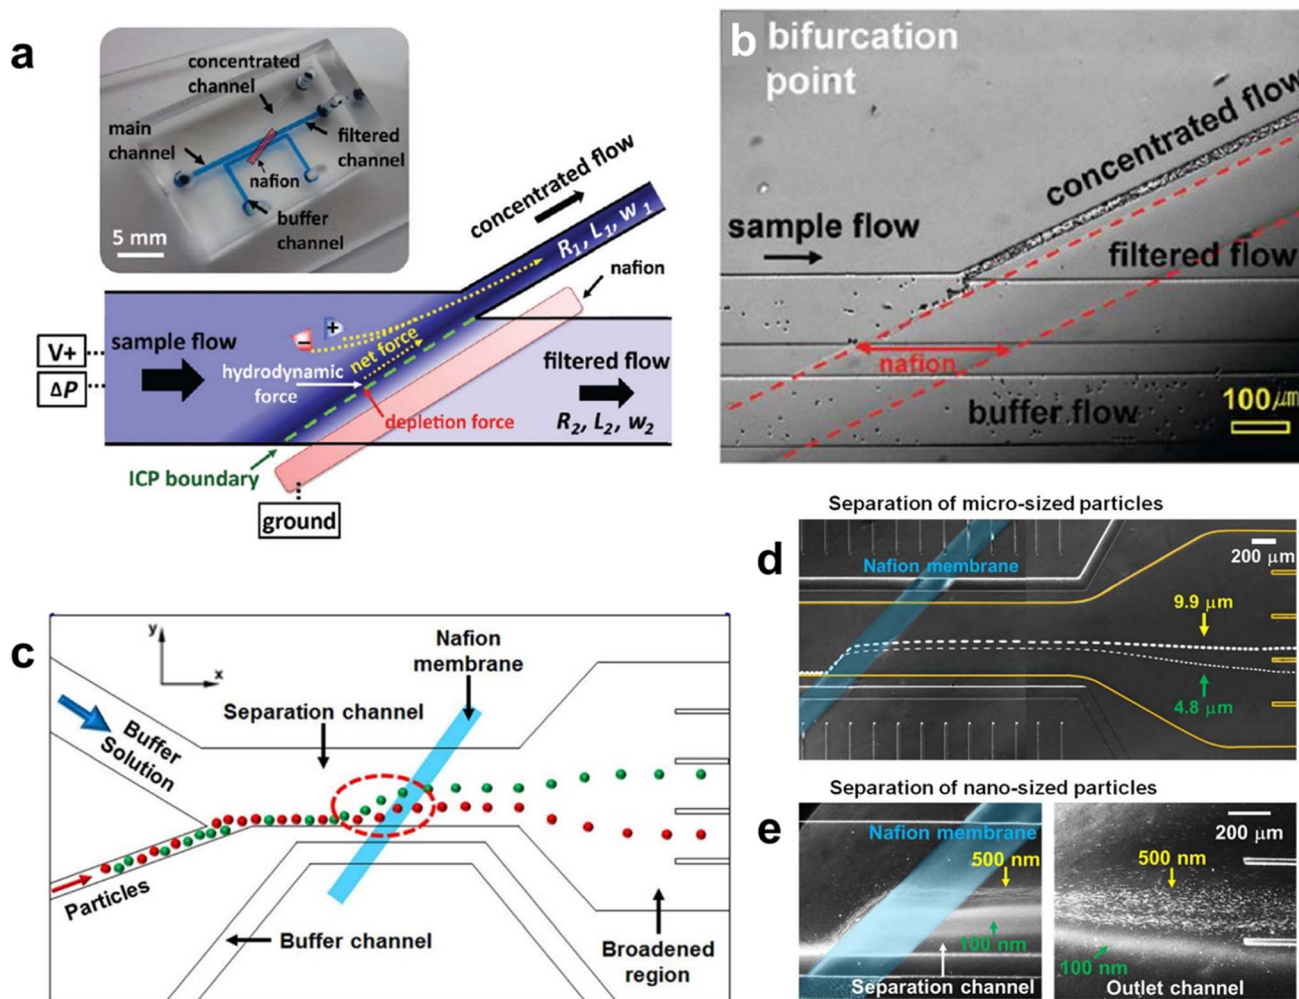 a
concentrated
channel
main
channel
filtered
channel
nafion
buffer
channel
5 mm
concentrated flow
R1, L1, w1
nafion
V+
ΔP
sample flow
net force
hydrodynamic
force
depletion force
filtered flow
R2, L2, w2
ICP boundary
ground
b
bifurcation
point
concentrated flow
sample flow
filtered flow
nafion
buffer flow
100 μm
c
y
x
Nafion
membrane
Separation channel
Buffer
Solution
Particles
Buffer channel
Broadened
region
Separation of micro-sized particles
d
Nafion membrane
200 μm
9.9 μm
4.8 μm
Separation of nano-sized particles
e
Nafion membrane
500 nm
100 nm
Separation channel
200 μm
500 nm
100 nm
Outlet channel